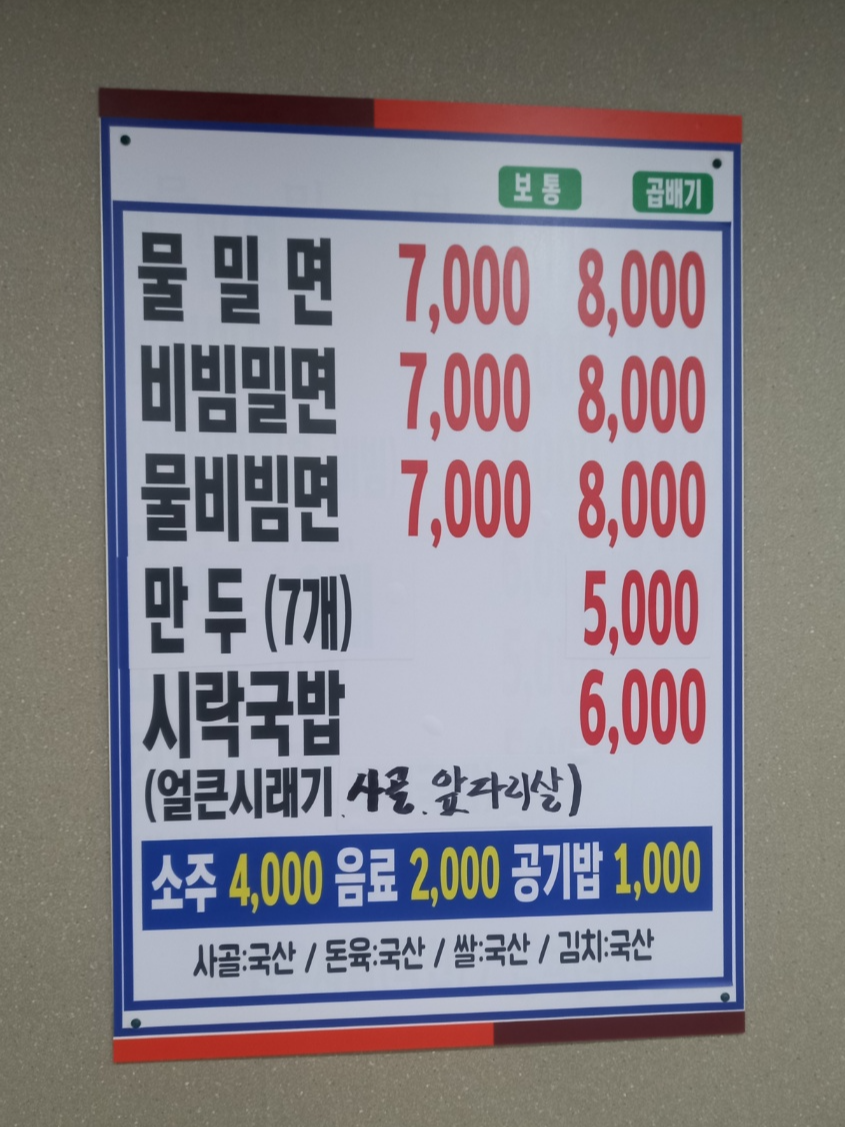 보통 곱배기
물밀면 7,000 8,000
비빔밀면 7,000 8,000
물비빔면 7,000 8,000
만두 (7개) 5,000
시락국밥 6,000
(얼큰시래기. 사골. 앞다리살)
소주 4,000 음료 2,000 공기밥 1,000
사골:국산 / 돈육:국산 / 쌀:국산 / 김치:국산